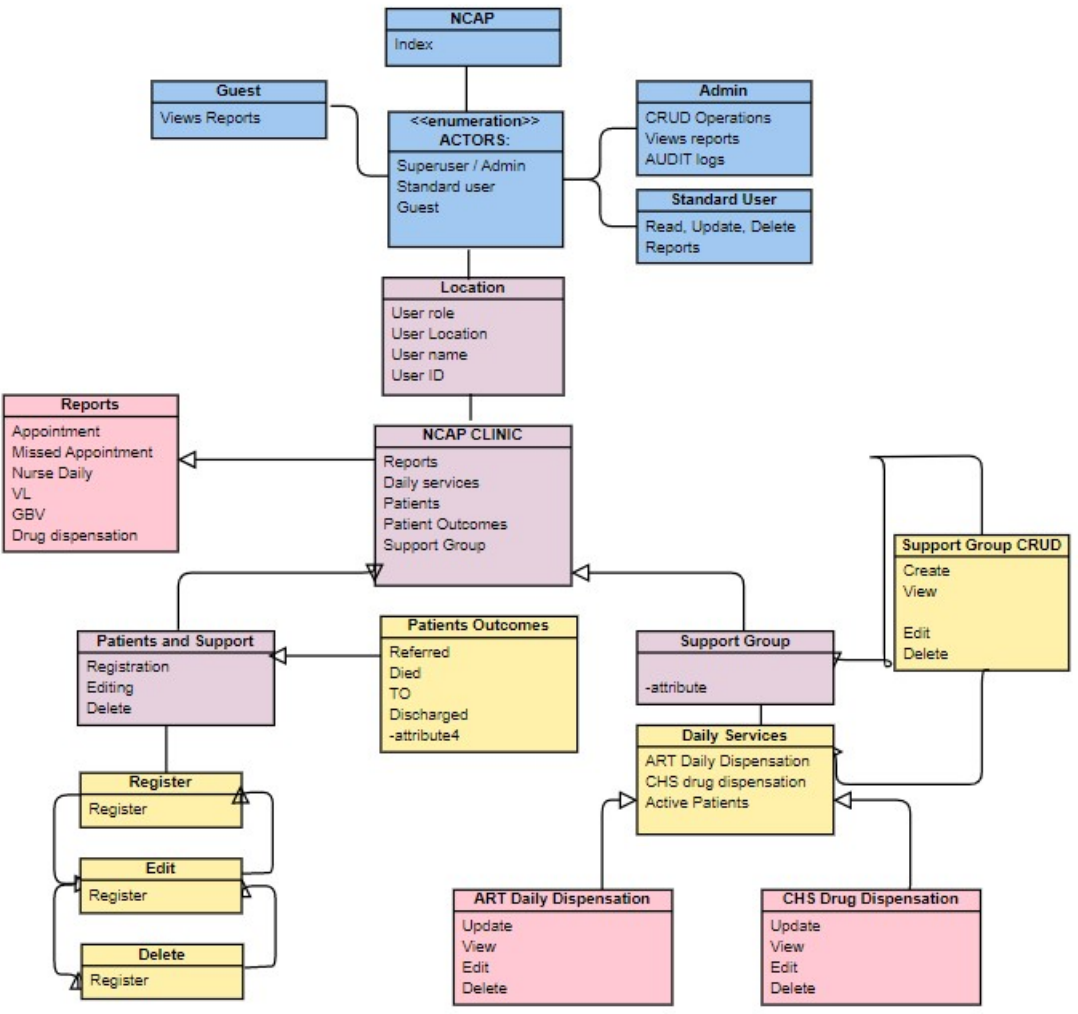 NCAP
Index
Guest
Views Reports
<<enumeration>>
ACTORS:
Superuser / Admin
Standard user
Guest
Admin
CRUD Operations
Views reports
AUDIT logs
Standard User
Read, Update, Delete
Reports
Location
User role
User Location
User name
User ID
Reports
Appointment
Missed Appointment
Nurse Daily
VL
GBV
Drug dispensation
NCAP CLINIC
Reports
Daily services
Patients
Patient Outcomes
Support Group
Support Group CRUD
Create
View
Edit
Delete
Patients and Support
Registration
Editing
Delete
Patients Outcomes
Referred
Died
TO
Discharged
-attribute4
Support Group
-attribute
Daily Services
ART Daily Dispensation
CHS drug dispensation
Active Patients
Register
Register
Edit
Register
Delete
Register
ART Daily Dispensation
Update
View
Edit
Delete
CHS Drug Dispensation
Update
View
Edit
Delete